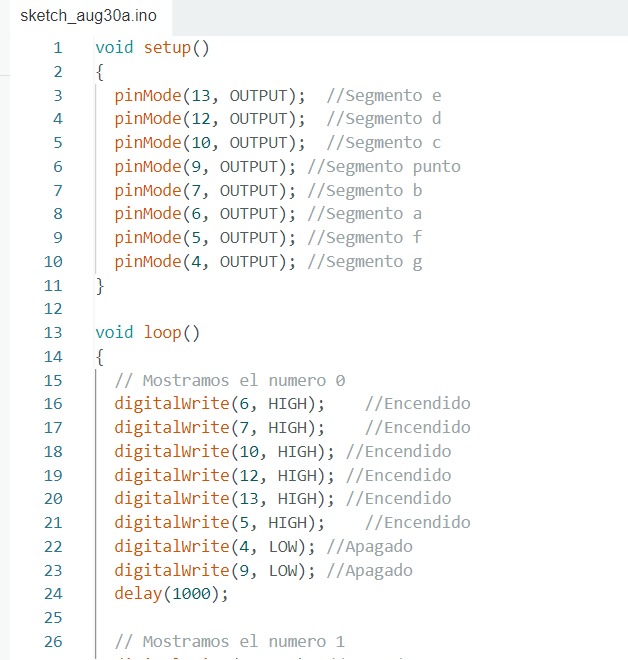 sketch_aug30a.ino
1 void setup()
2 {
3 pinMode(13, OUTPUT);  //Segmento e
4 pinMode(12, OUTPUT);  //Segmento d
5 pinMode(10, OUTPUT);  //Segmento c
6 pinMode(9, OUTPUT); //Segmento punto
7 pinMode(7, OUTPUT); //Segmento b
8 pinMode(6, OUTPUT); //Segmento a
9 pinMode(5, OUTPUT); //Segmento f
10 pinMode(4, OUTPUT); //Segmento g
11 }
12
13 void loop()
14 {
15 // Mostramos el numero 0
16 digitalWrite(6, HIGH);    //Encendido
17 digitalWrite(7, HIGH);    //Encendido
18 digitalWrite(10, HIGH); //Encendido
19 digitalWrite(12, HIGH); //Encendido
20 digitalWrite(13, HIGH); //Encendido
21 digitalWrite(5, HIGH);    //Encendido
22 digitalWrite(4, LOW); //Apagado
23 digitalWrite(9, LOW); //Apagado
24 delay(1000);
25
26 // Mostramos el numero 1